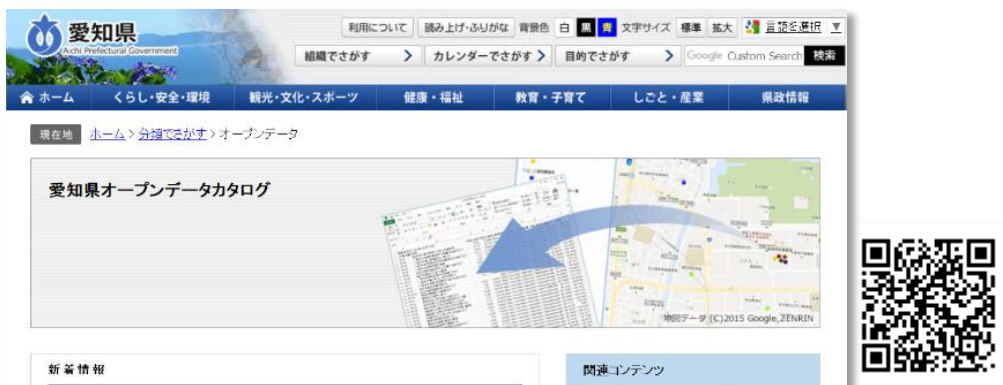 愛知県
Aichi Prefectural Government
利用について 読み上げ・ふりがな 背景色 白 黒 青 文字サイズ 標準 拡大 言語を選択 ▼
組織でさがす カレンダーでさがす 目的でさがす Google Custom Search 検索
ホーム くらし・安全・環境 観光・文化・スポーツ 健康・福祉 教育・子育て しごと・産業 県政情報
現在地 ホーム > 分類でさがす > オープンデータ
愛知県オープンデータカタログ
地図データ (C)2015 Google,ZENRIN
新着情報 関連コンテンツ